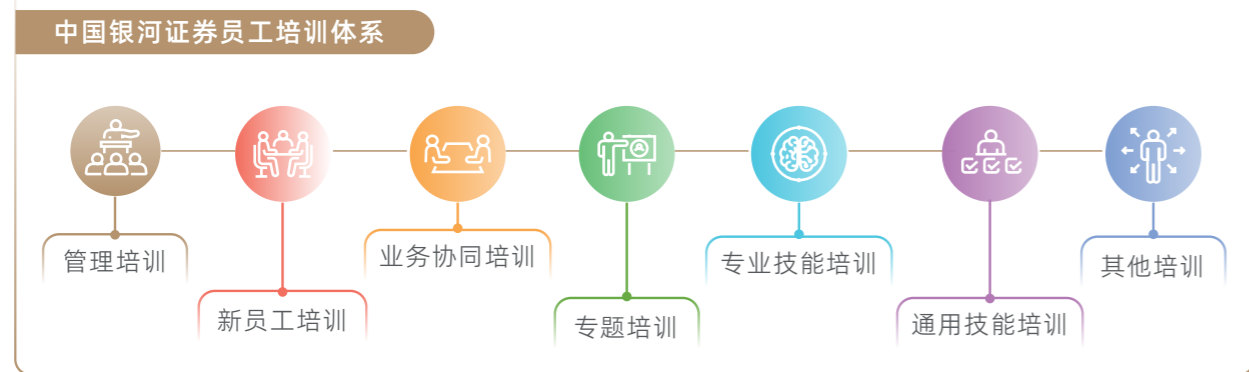 中国银河证券员工培训体系
管理培训
新员工培训
业务协同培训
专题培训
专业技能培训
通用技能培训
其他培训